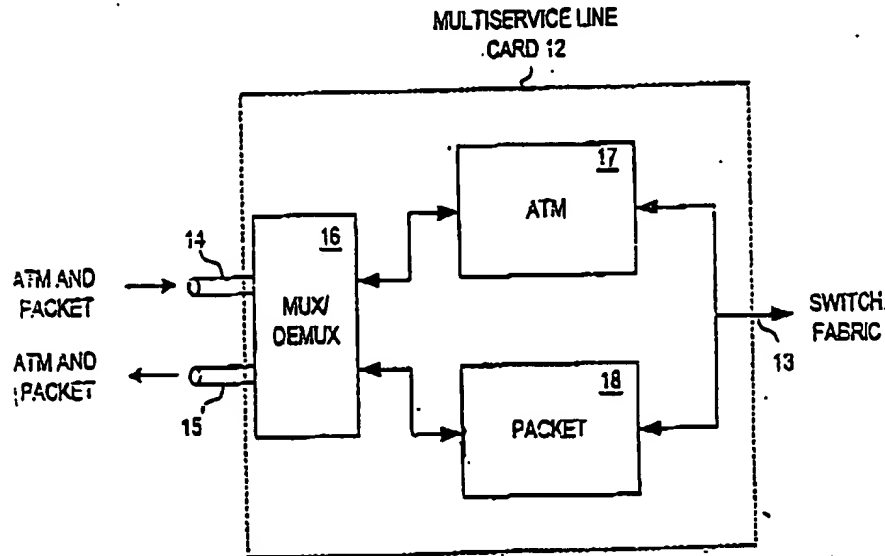 MULTISERVICE LINE
CARD 12
17
ATM
16
MUX/
DEMUX
14
ATM AND
PACKET
ATM AND
PACKET
15
18
PACKET
SWITCH
FABRIC
13